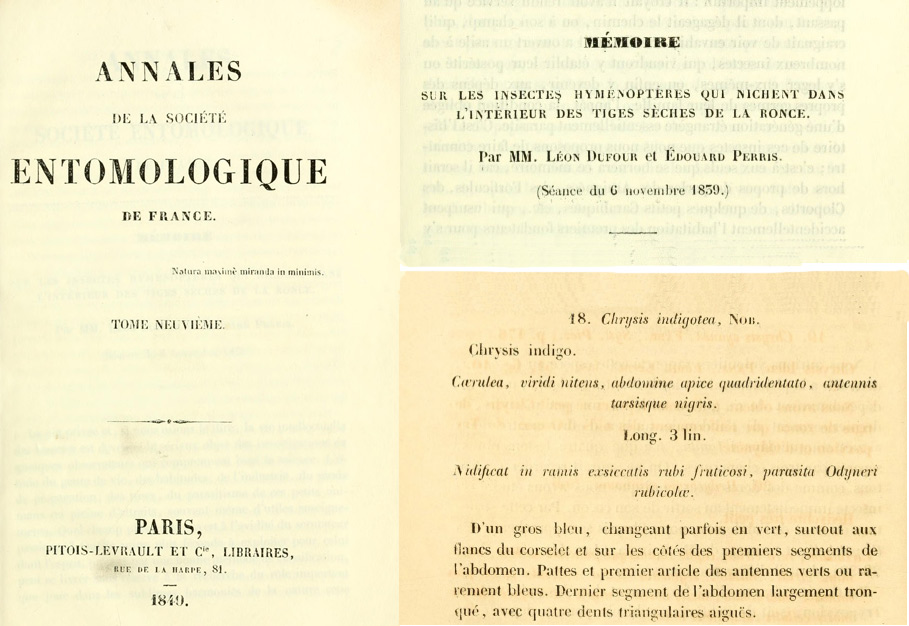 ANNALES
DE LA SOCIÉTÉ
ENTOMOLOGIQUE
DE FRANCE.
Natura maximè miranda in minimis.
TOME NEUVIÈME.
PARIS,
PITOIS-LEVRAULT ET Cie, LIBRAIRES,
RUE DE LA HARPE, 81.
1840.
MÉMOIRE
SUR LES INSECTES HYMÉNOPTÈRES QUI NICHENT DANS
L'INTÉRIEUR DES TIGES SÈCHES DE LA RONCE.
Par MM. LÉON DUFOUR et ÉDOUARD PERRIS.
(Séance du 6 novembre 1839.)
18. Chrysis indigotea, NOB.
Chrysis indigo.
Cærulea, viridi nitens, abdomine apice quadridentato, antennis
tarsisque nigris.
Long. 3 lin.
Nidificat in ramis exsiccatis rubi fruticosi, parasita Odyneri
rubicolæ.
D'un gros bleu, changeant parfois en vert, surtout aux
flancs du corselet et sur les côtés des premiers segments de
l'abdomen. Pattes et premier article des antennes verts ou ra-
rement bleus. Dernier segment de l'abdomen largement tron-
qué, avec quatre dents triangulaires aiguës.